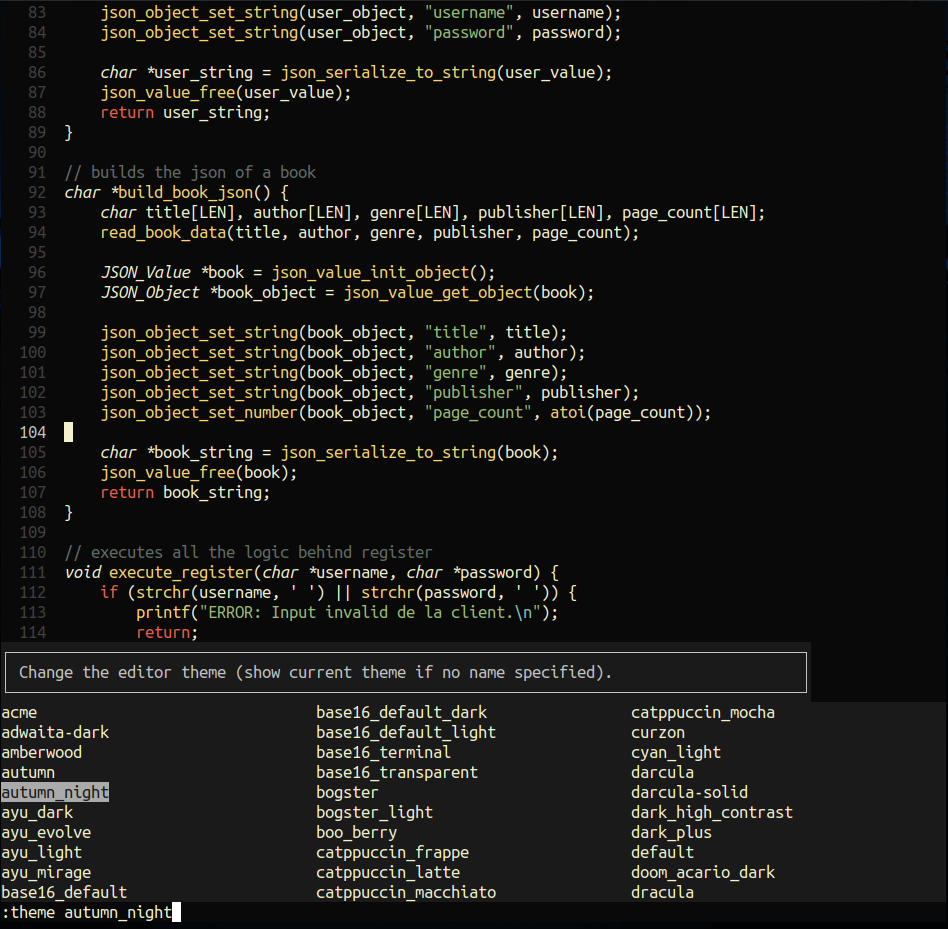 83 json_object_set_string(user_object, "username", username);
84 json_object_set_string(user_object, "password", password);
85
86 char *user_string = json_serialize_to_string(user_value);
87 json_value_free(user_value);
88 return user_string;
89 }
90
91 // builds the json of a book
92 char *build_book_json() {
93 char title[LEN], author[LEN], genre[LEN], publisher[LEN], page_count[LEN];
94 read_book_data(title, author, genre, publisher, page_count);
95
96 JSON_Value *book = json_value_init_object();
97 JSON_Object *book_object = json_value_get_object(book);
98
99 json_object_set_string(book_object, "title", title);
100 json_object_set_string(book_object, "author", author);
101 json_object_set_string(book_object, "genre", genre);
102 json_object_set_string(book_object, "publisher", publisher);
103 json_object_set_number(book_object, "page_count", atoi(page_count));
104
105 char *book_string = json_serialize_to_string(book);
106 json_value_free(book);
107 return book_string;
108 }
109
110 // executes all the logic behind register
111 void execute_register(char *username, char *password) {
112 if (strchr(username, ' ') || strchr(password, ' ')) {
113 printf("ERROR: Input invalid de la client.\n");
114 return;
Change the editor theme (show current theme if no name specified).
acme base16_default_dark catppuccin_mocha
adwaita-dark base16_default_light curzon
amberwood base16_terminal cyan_light
autumn base16_transparent darcula
autumn_night bogster darcula-solid
ayu_dark bogster_light dark_high_contrast
ayu_evolve boo_berry dark_plus
ayu_light catppuccin_frappe default
ayu_mirage catppuccin_latte doom_acario_dark
base16_default catppuccin_macchiato dracula
:theme autumn_night